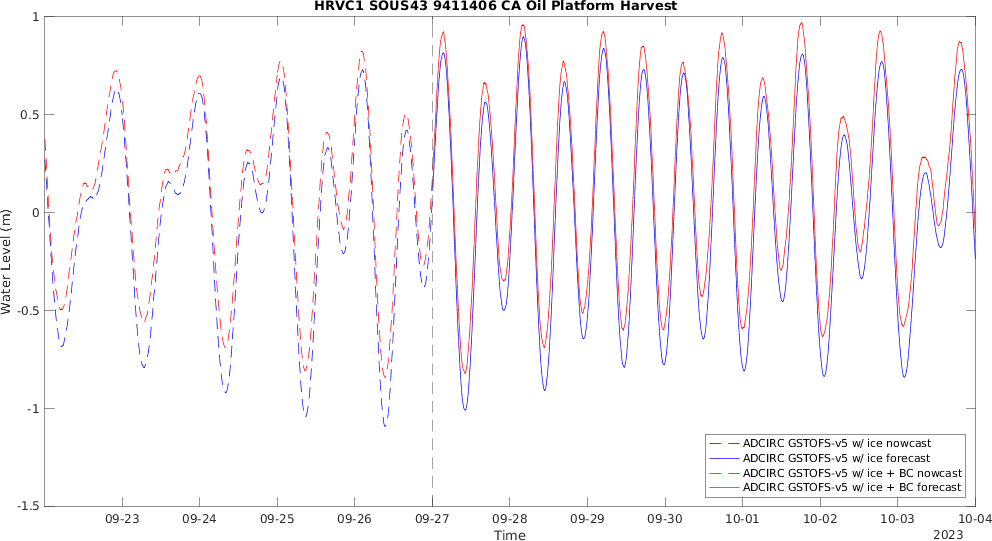 HRVC1 SOUS43 9411406 CA Oil Platform Harvest
1
0.5
0
-0.5
-1
-1.5
Water Level (m)
09-23 09-24 09-25 09-26 09-27 09-28 09-29 09-30 10-01 10-02 10-03 10-04
Time
2023
ADCIRC GSTOFS-v5 w/ ice nowcast
ADCIRC GSTOFS-v5 w/ ice forecast
ADCIRC GSTOFS-v5 w/ ice + BC nowcast
ADCIRC GSTOFS-v5 w/ ice + BC forecast